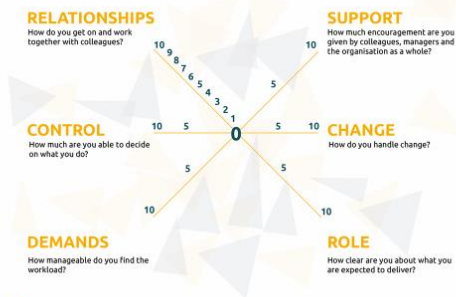 RELATIONSHIPS
How do you get on and work
together with colleagues?
SUPPORT
How much encouragement are you
given by colleagues, managers and
the organisation as a whole?
10
9
8
7
6
5
4
3
2
1
10
5
CONTROL
How much are you able to decide
on what you do?
10 5 0 5 10
CHANGE
How do you handle change?
5
5
10
10
DEMANDS
How manageable do you find the
workload?
ROLE
How clear are you about what you
are expected to deliver?